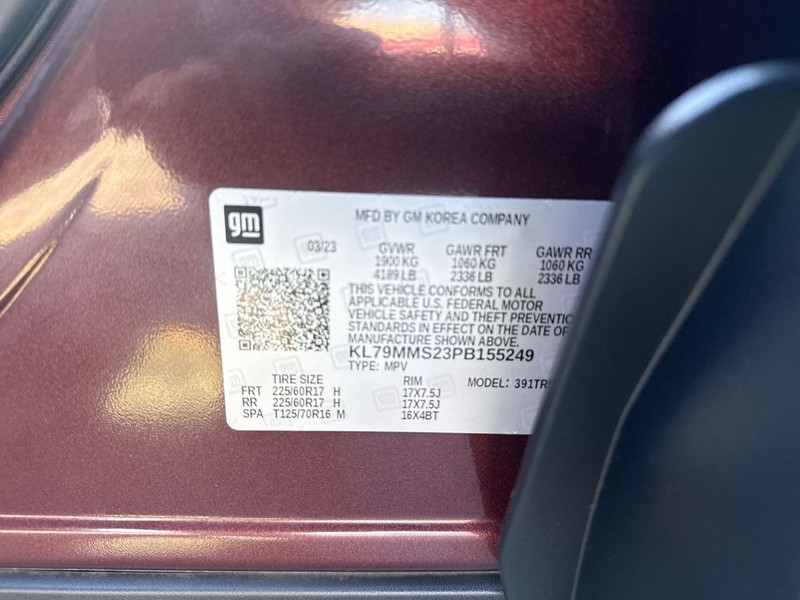 gm
MFD BY GM KOREA COMPANY
03/23 GVWR GAWR FRT GAWR RR
1900 KG 1060 KG 1060 KG
4189 LB 2336 LB 2336 LB
THIS VEHICLE CONFORMS TO ALL
APPLICABLE U.S. FEDERAL MOTOR
VEHICLE SAFETY AND THEFT PREVENTIO
STANDARDS IN EFFECT ON THE DATE OF
MANUFACTURE SHOWN ABOVE.
KL79MMS23PB155249
TYPE: MPV
TIRE SIZE RIM MODEL: 391TR
FRT 225/60R17 H 17X7.5J
RR 225/60R17 H 17X7.5J
SPA T125/70R16 M 16X4BT